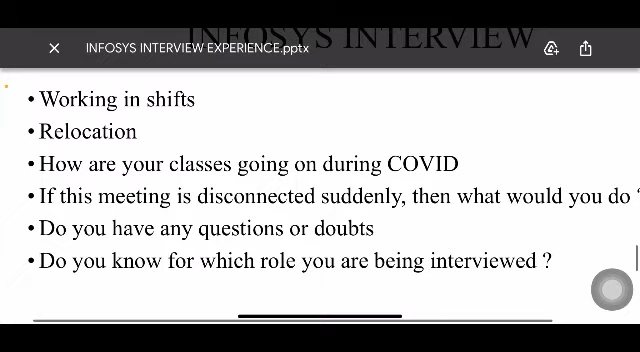 INFOSYS INTERVIEW
INFOSYS INTERVIEW EXPERIENCE.pptx
• Working in shifts
• Relocation
• How are your classes going on during COVID
• If this meeting is disconnected suddenly, then what would you do ?
• Do you have any questions or doubts
• Do you know for which role you are being interviewed ?